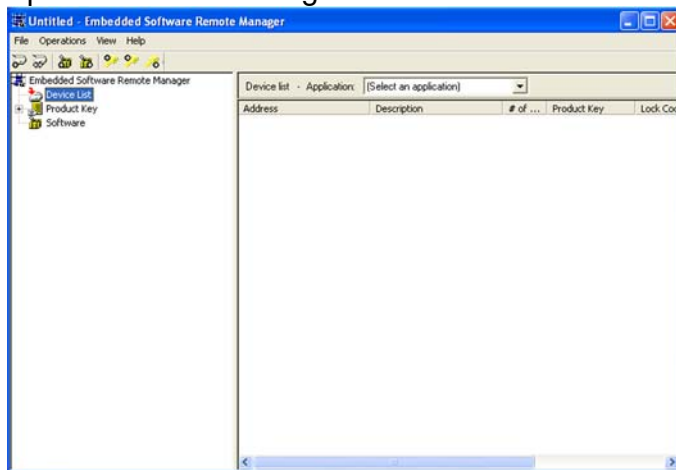 Untitled - Embedded Software Remote Manager
File Operations View Help
Embedded Software Remote Manager
Device List
Product Key
Software
Device list - Application: (Select an application)
Address Description # of ... Product Key Lock Coo